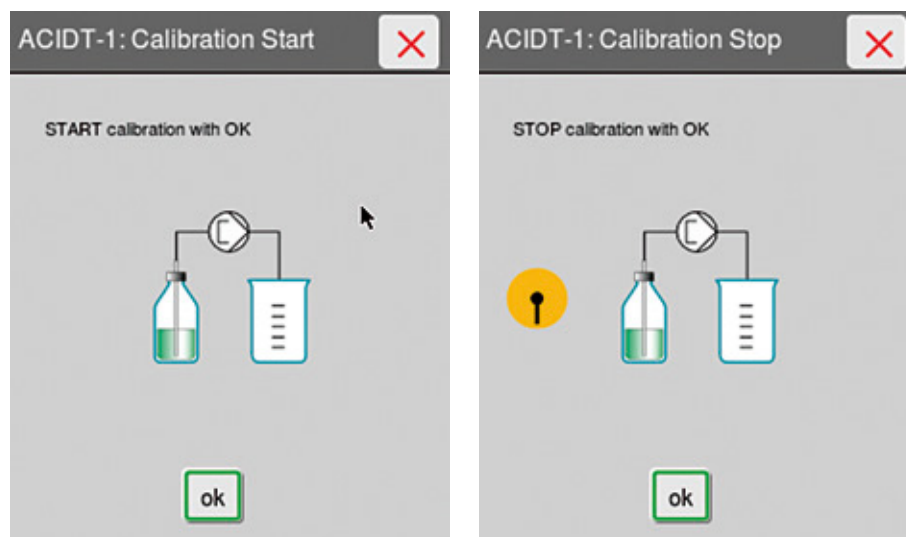 ACIDT-1: Calibration Start
START calibration with OK
ok
ACIDT-1: Calibration Stop
STOP calibration with OK
ok